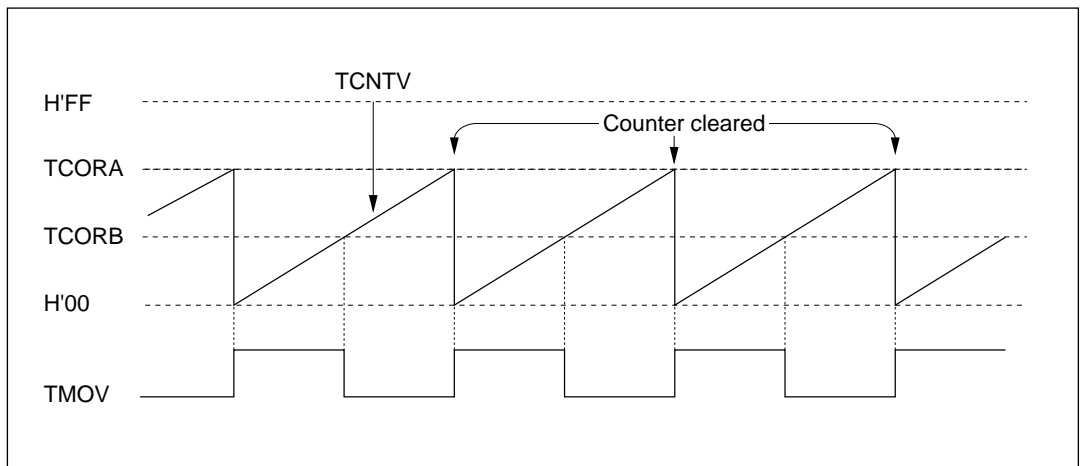 TCNTV
H'FF
Counter cleared
TCORA
TCORB
H'00
TMOV